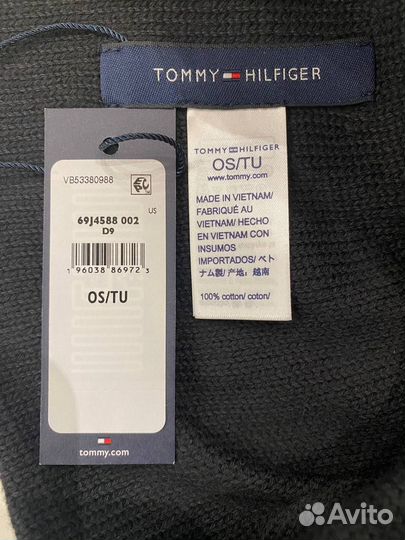 TOMMY HILFIGER
VB53380988
US
69J4588 002
D9
1 96038 86972 3
OS/TU
tommy.com
TOMMY HILFIGER
OS/TU
www.tommy.com
MADE IN VIETNAM/
FABRIQUÉ AU
VIETNAM/ HECHO
EN VIETNAM CON
INSUMOS
IMPORTADOS/ ベト
ナム製/ 产地：越南
100% cotton/ coton/
Avito